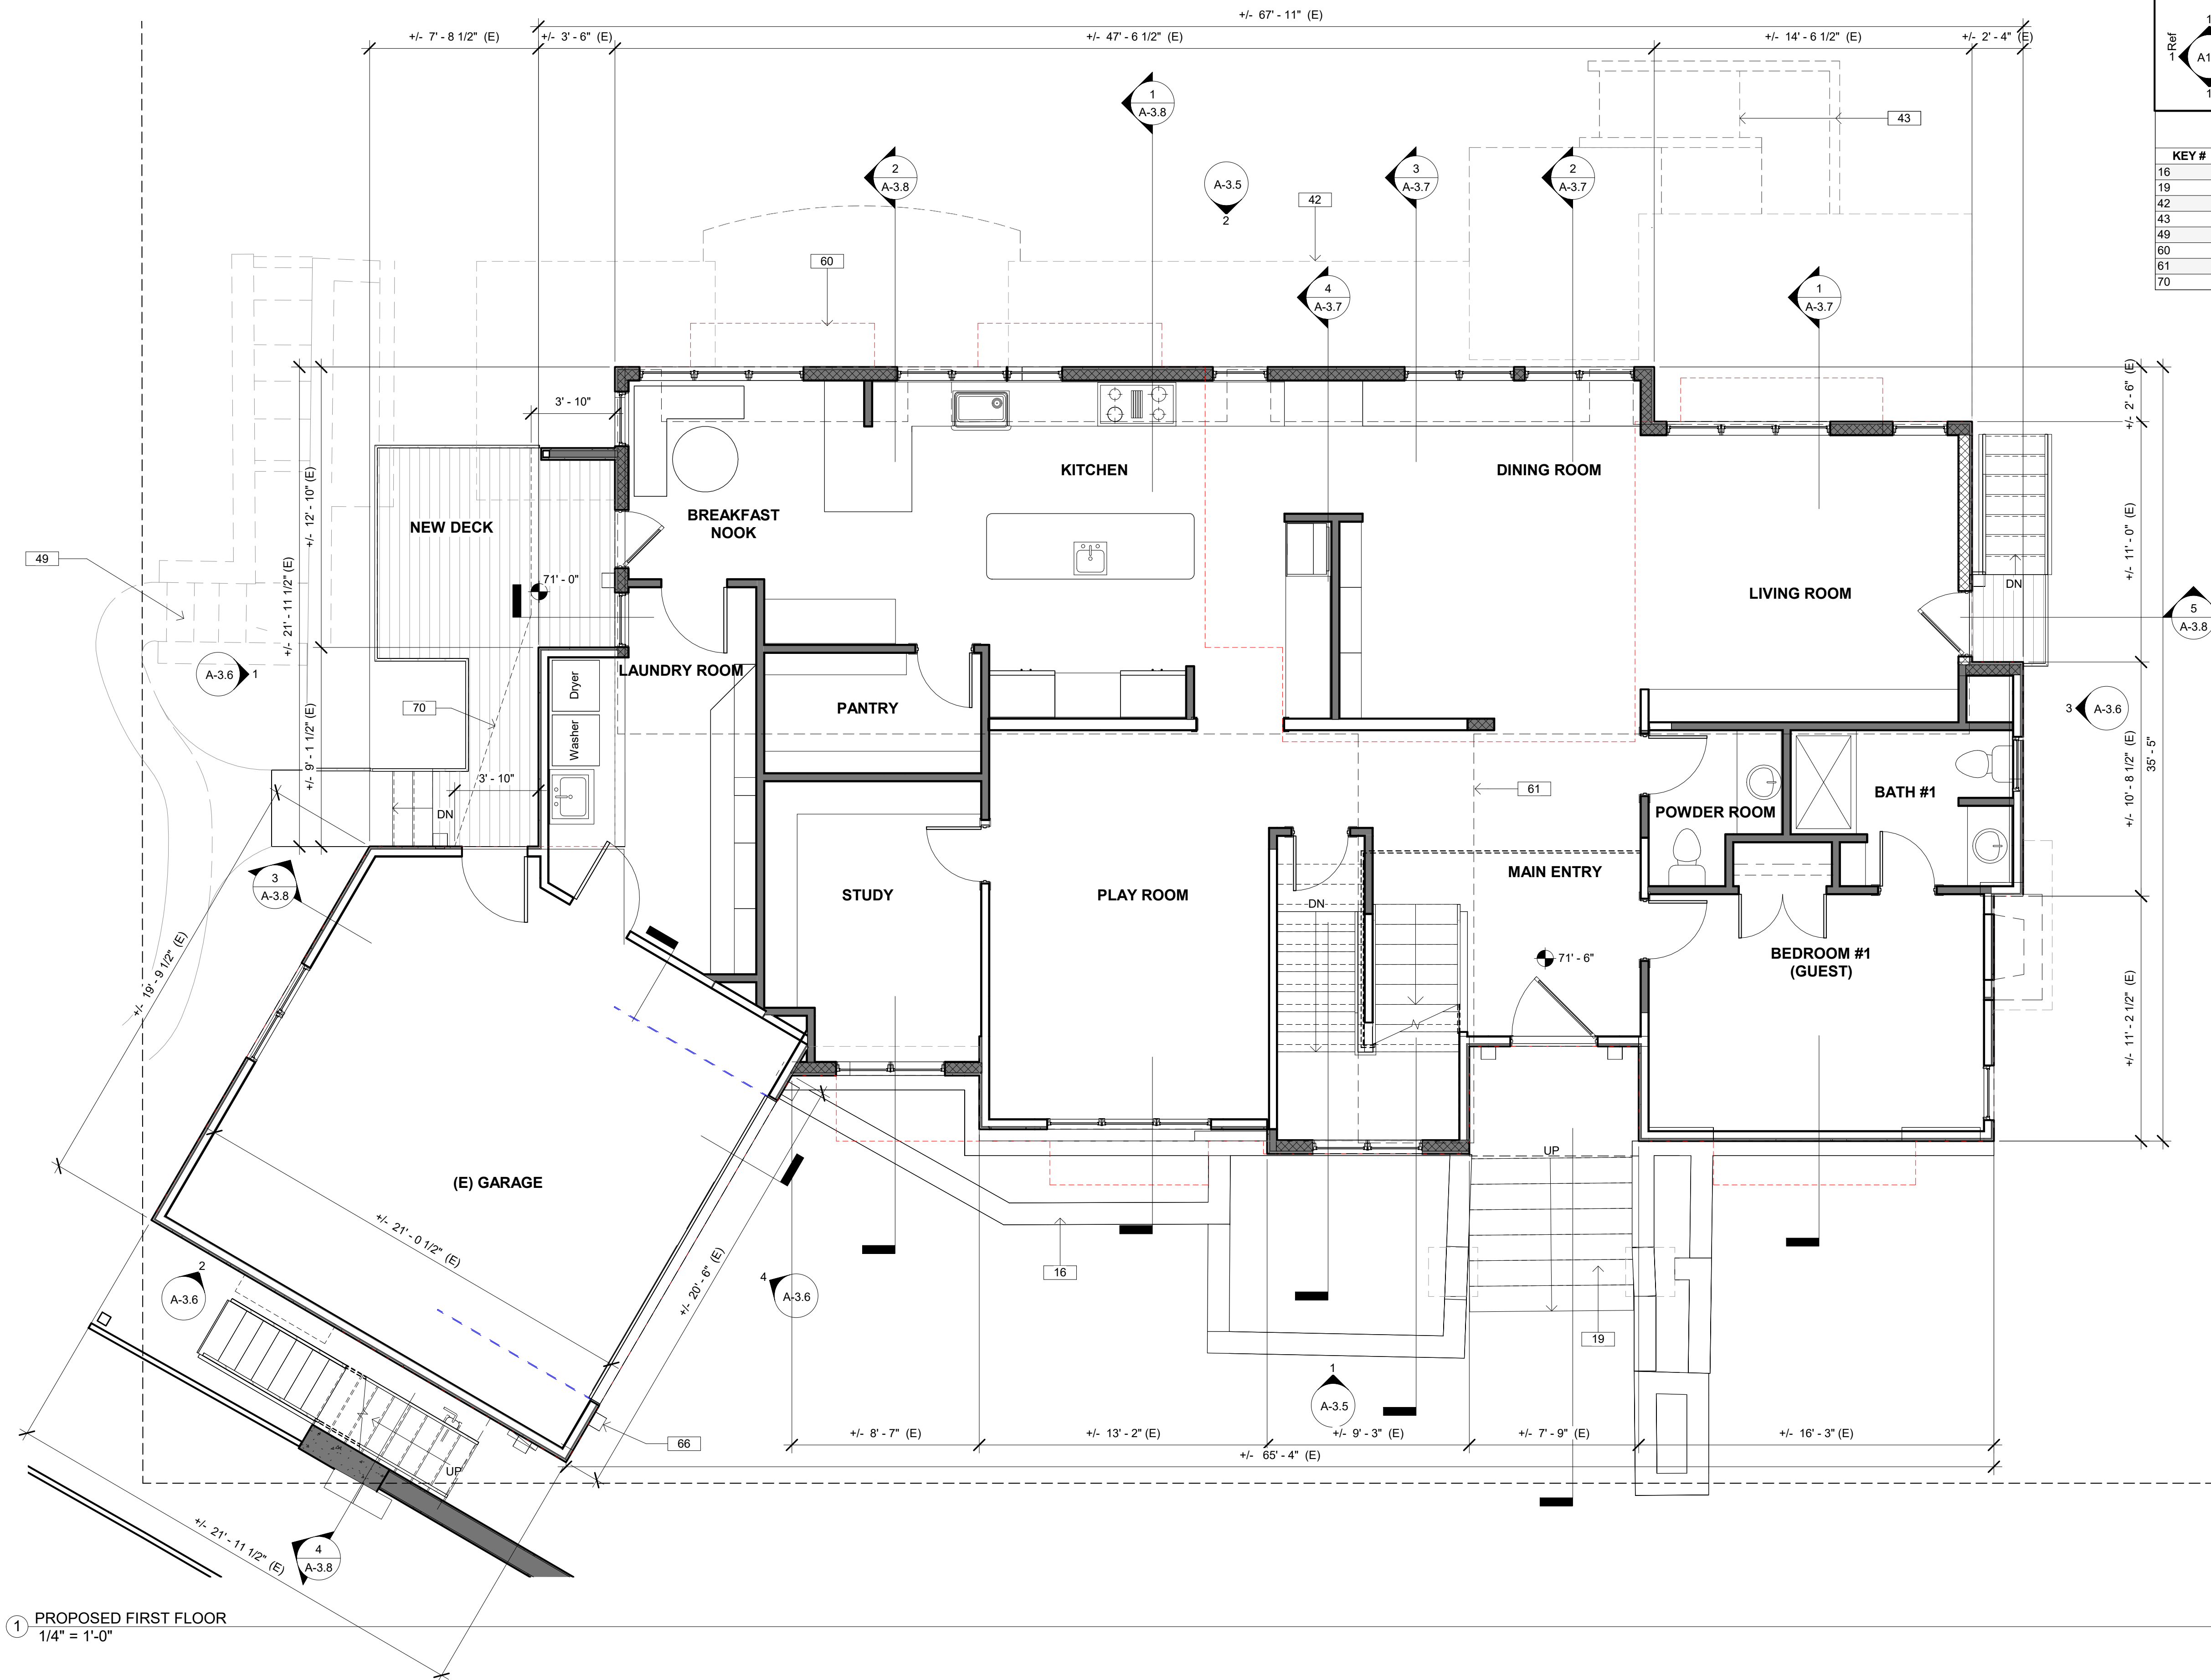 +/- 67' - 11" (E)
+/- 7' - 8 1/2" (E)
+/- 3' - 6" (E)
+/- 47' - 6 1/2" (E)
+/- 14' - 6 1/2" (E)
+/- 2' - 4" (E)
Ref
1
1
A1
1
KEY #
16
19
42
43
49
60
61
70
1
A-3.8
43
2
A-3.8
A-3.5
2
3
A-3.7
2
A-3.7
42
60
4
A-3.7
1
A-3.7
+/- 2' - 6" (E)
3' - 10"
KITCHEN
DINING ROOM
+/- 12' - 10" (E)
NEW DECK
BREAKFAST
NOOK
+/- 11' - 0" (E)
49
+/- 21' - 11 1/2" (E)
71' - 0"
DN
LIVING ROOM
5
A-3.8
A-3.6
1
LAUNDRY ROOM
Dryer
PANTRY
70
3
A-3.6
Washer
+/- 9' - 1 1/2" (E)
3' - 10"
61
+/- 10' - 8 1/2" (E)
35' - 5"
DN
POWDER ROOM
BATH #1
3
A-3.8
STUDY
PLAY ROOM
DN
MAIN ENTRY
71' - 6"
BEDROOM #1
(GUEST)
+/- 19' - 9 1/2" (E)
+/- 11' - 2 1/2" (E)
(E) GARAGE
UP
+/- 21' - 0 1/2" (E)
+/- 20' - 6" (E)
2
A-3.6
4
A-3.6
16
19
1
A-3.5
66
+/- 8' - 7" (E)
+/- 13' - 2" (E)
+/- 9' - 3" (E)
+/- 7' - 9" (E)
+/- 16' - 3" (E)
+/- 65' - 4" (E)
UP
+/- 21' - 11 1/2" (E)
4
A-3.8
1
PROPOSED FIRST FLOOR
1/4" = 1'-0"